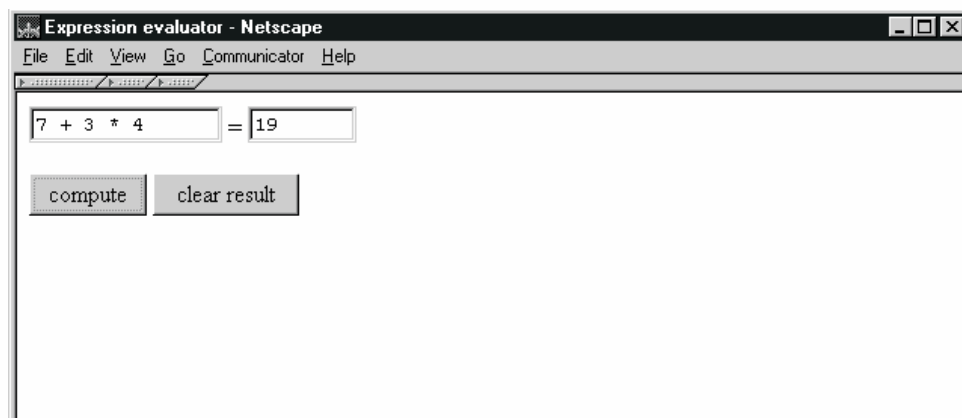 Expression evaluator - Netscape
File Edit View Go Communicator Help
7 + 3 * 4 = 19
compute clear result